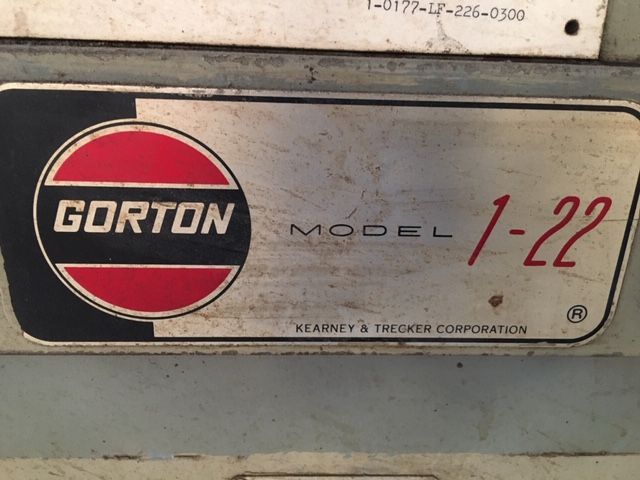 1-0177-LF-226-0300
GORTON
MODEL 1-22
®
KEARNEY & TRECKER CORPORATION